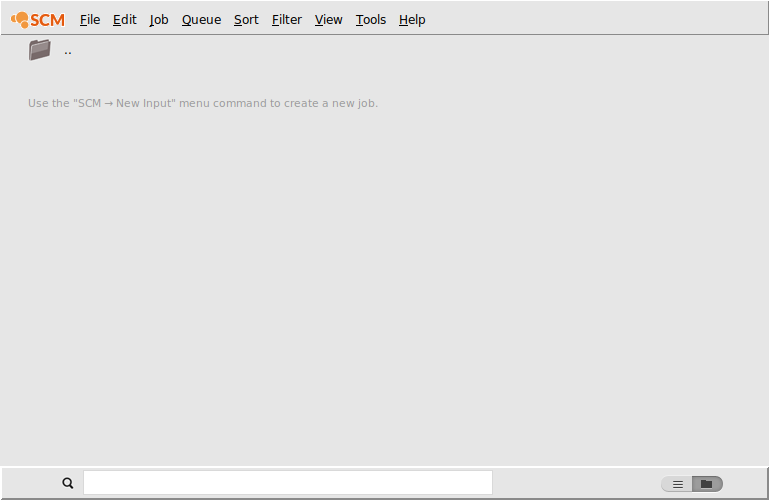 SCM File Edit Job Queue Sort Filter View Tools Help
..
Use the "SCM → New Input" menu command to create a new job.